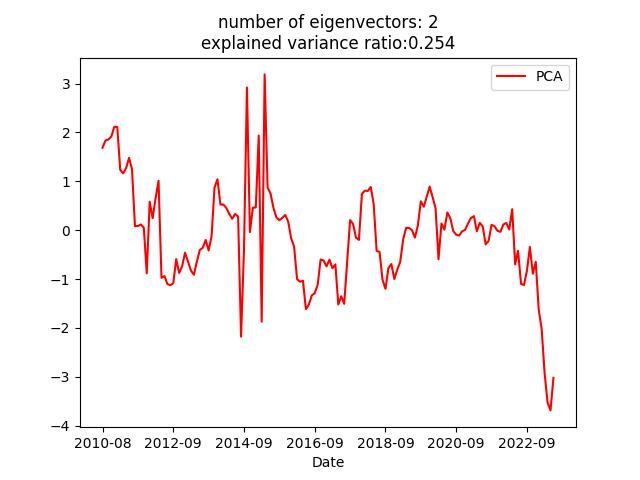 number of eigenvectors: 2
explained variance ratio:0.254
PCA
3
2
1
0
−1
−2
−3
−4
2010-08 2012-09 2014-09 2016-09 2018-09 2020-09 2022-09
Date